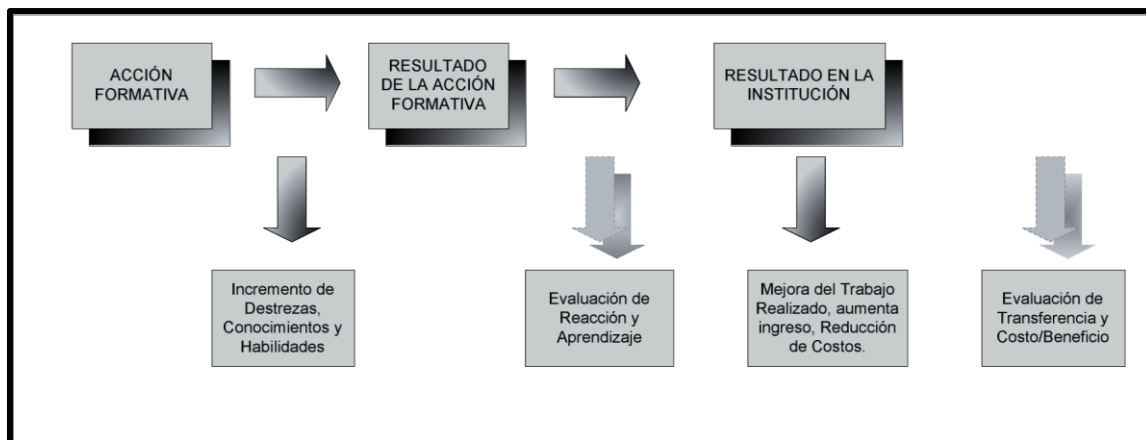 ACCIÓN
FORMATIVA
RESULTADO
DE LA ACCIÓN
FORMATIVA
RESULTADO EN LA
INSTITUCIÓN
Incremento de
Destrezas,
Conocimientos y
Habilidades
Evaluación de
Reacción y
Aprendizaje
Mejora del Trabajo
Realizado, aumenta
ingreso, Reducción
de Costos.
Evaluación de
Transferencia y
Costo/Beneficio